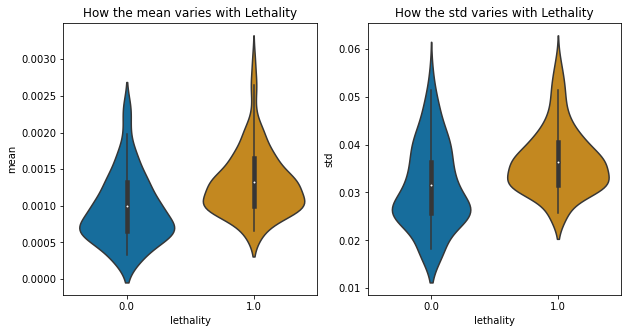 How the mean varies with Lethality
0.0030
0.0025
0.0020
0.0015
0.0010
0.0005
0.0000
mean
0.0
1.0
lethality
How the std varies with Lethality
0.06
0.05
0.04
0.03
0.02
0.01
std
0.0
1.0
lethality